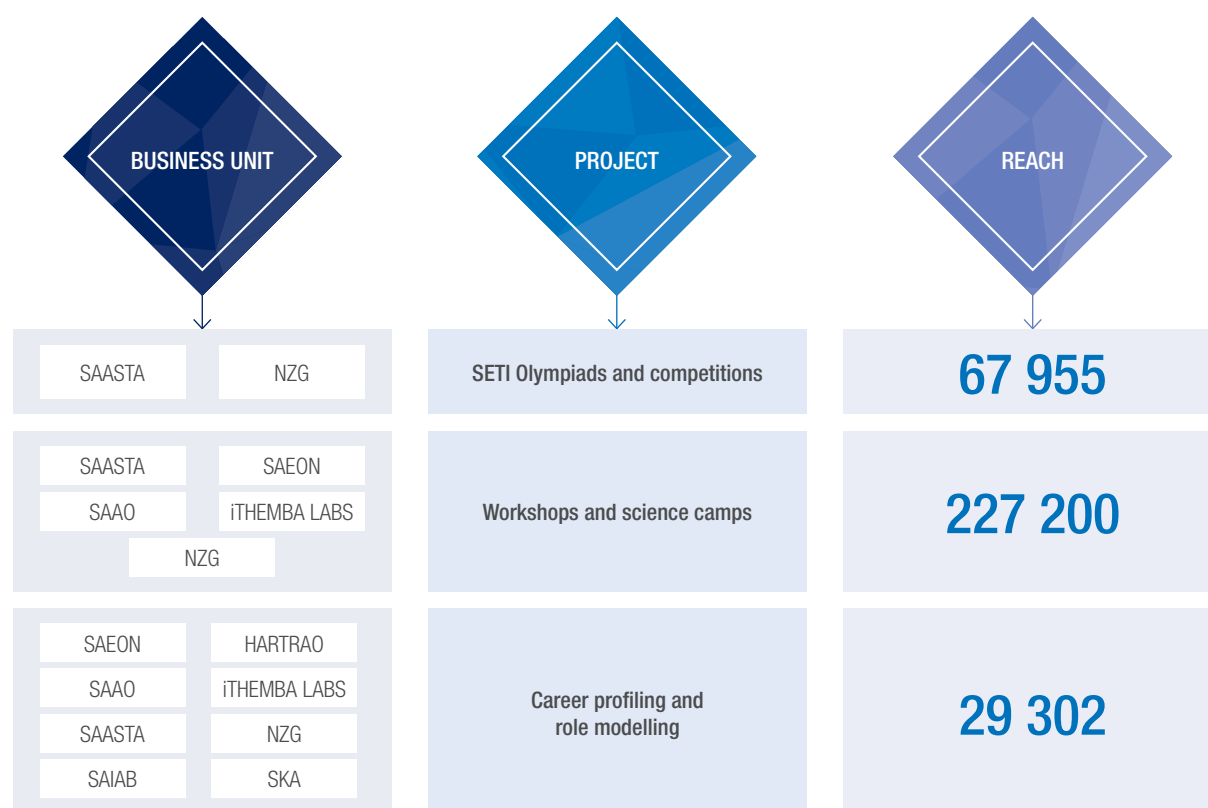 BUSINESS UNIT
PROJECT
REACH
SAASTA
NZG
SETI Olympiads and competitions
67 955
SAASTA
SAEON
SAAO
iTHEMBA LABS
NZG
Workshops and science camps
227 200
SAEON
HARTRAO
SAAO
iTHEMBA LABS
SAASTA
NZG
SAIAB
SKA
Career profiling and
role modelling
29 302